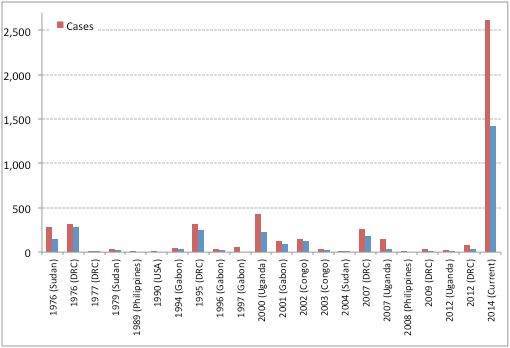 Cases
2,500
2,000
1,500
1,000
500
0
1976 (Sudan)
1976 (DRC)
1977 (DRC)
1979 (Sudan)
1989 (Philippines)
1990 (USA)
1994 (Gabon)
1995 (DRC)
1996 (Gabon)
1997 (Gabon)
2000 (Uganda)
2001 (Gabon)
2002 (Congo)
2003 (Congo)
2004 (Sudan)
2007 (DRC)
2007 (Uganda)
2008 (Philippines)
2009 (DRC)
2012 (Uganda)
2012 (DRC)
2014 (Current)